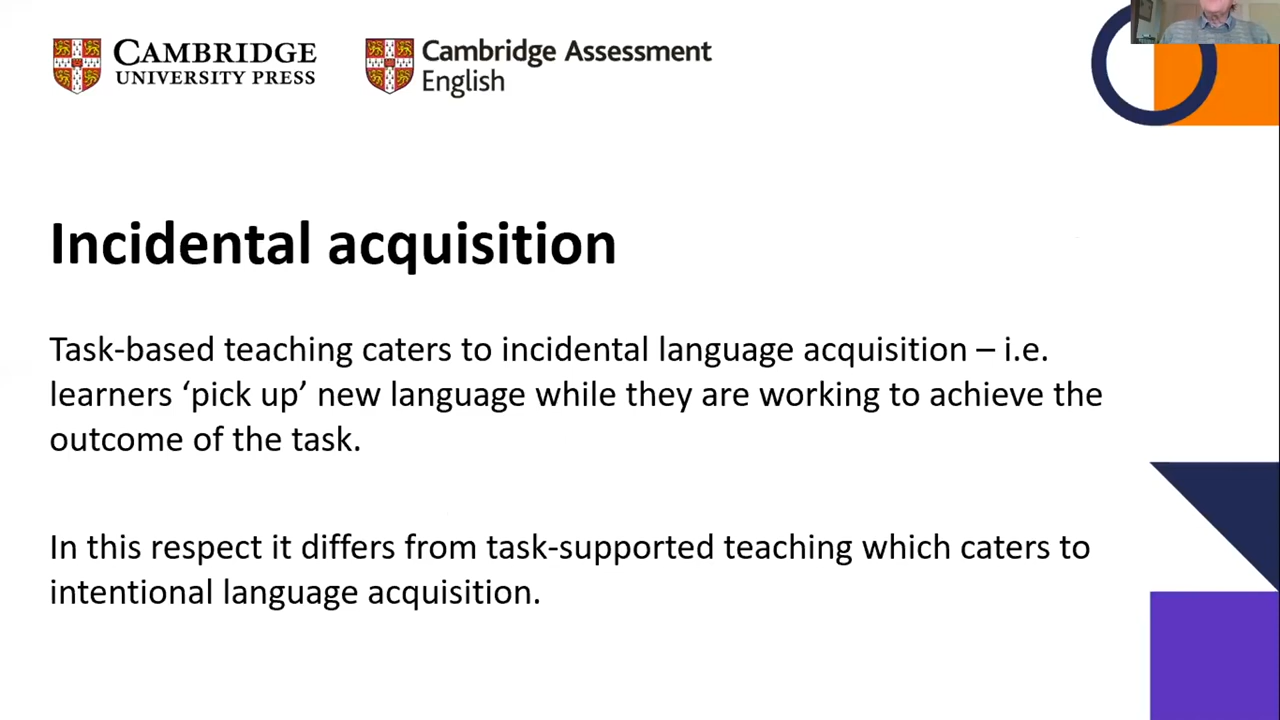 CAMBRIDGE
UNIVERSITY PRESS
Cambridge Assessment
English
Incidental acquisition
Task-based teaching caters to incidental language acquisition – i.e.
learners ‘pick up’ new language while they are working to achieve the
outcome of the task.
In this respect it differs from task-supported teaching which caters to
intentional language acquisition.